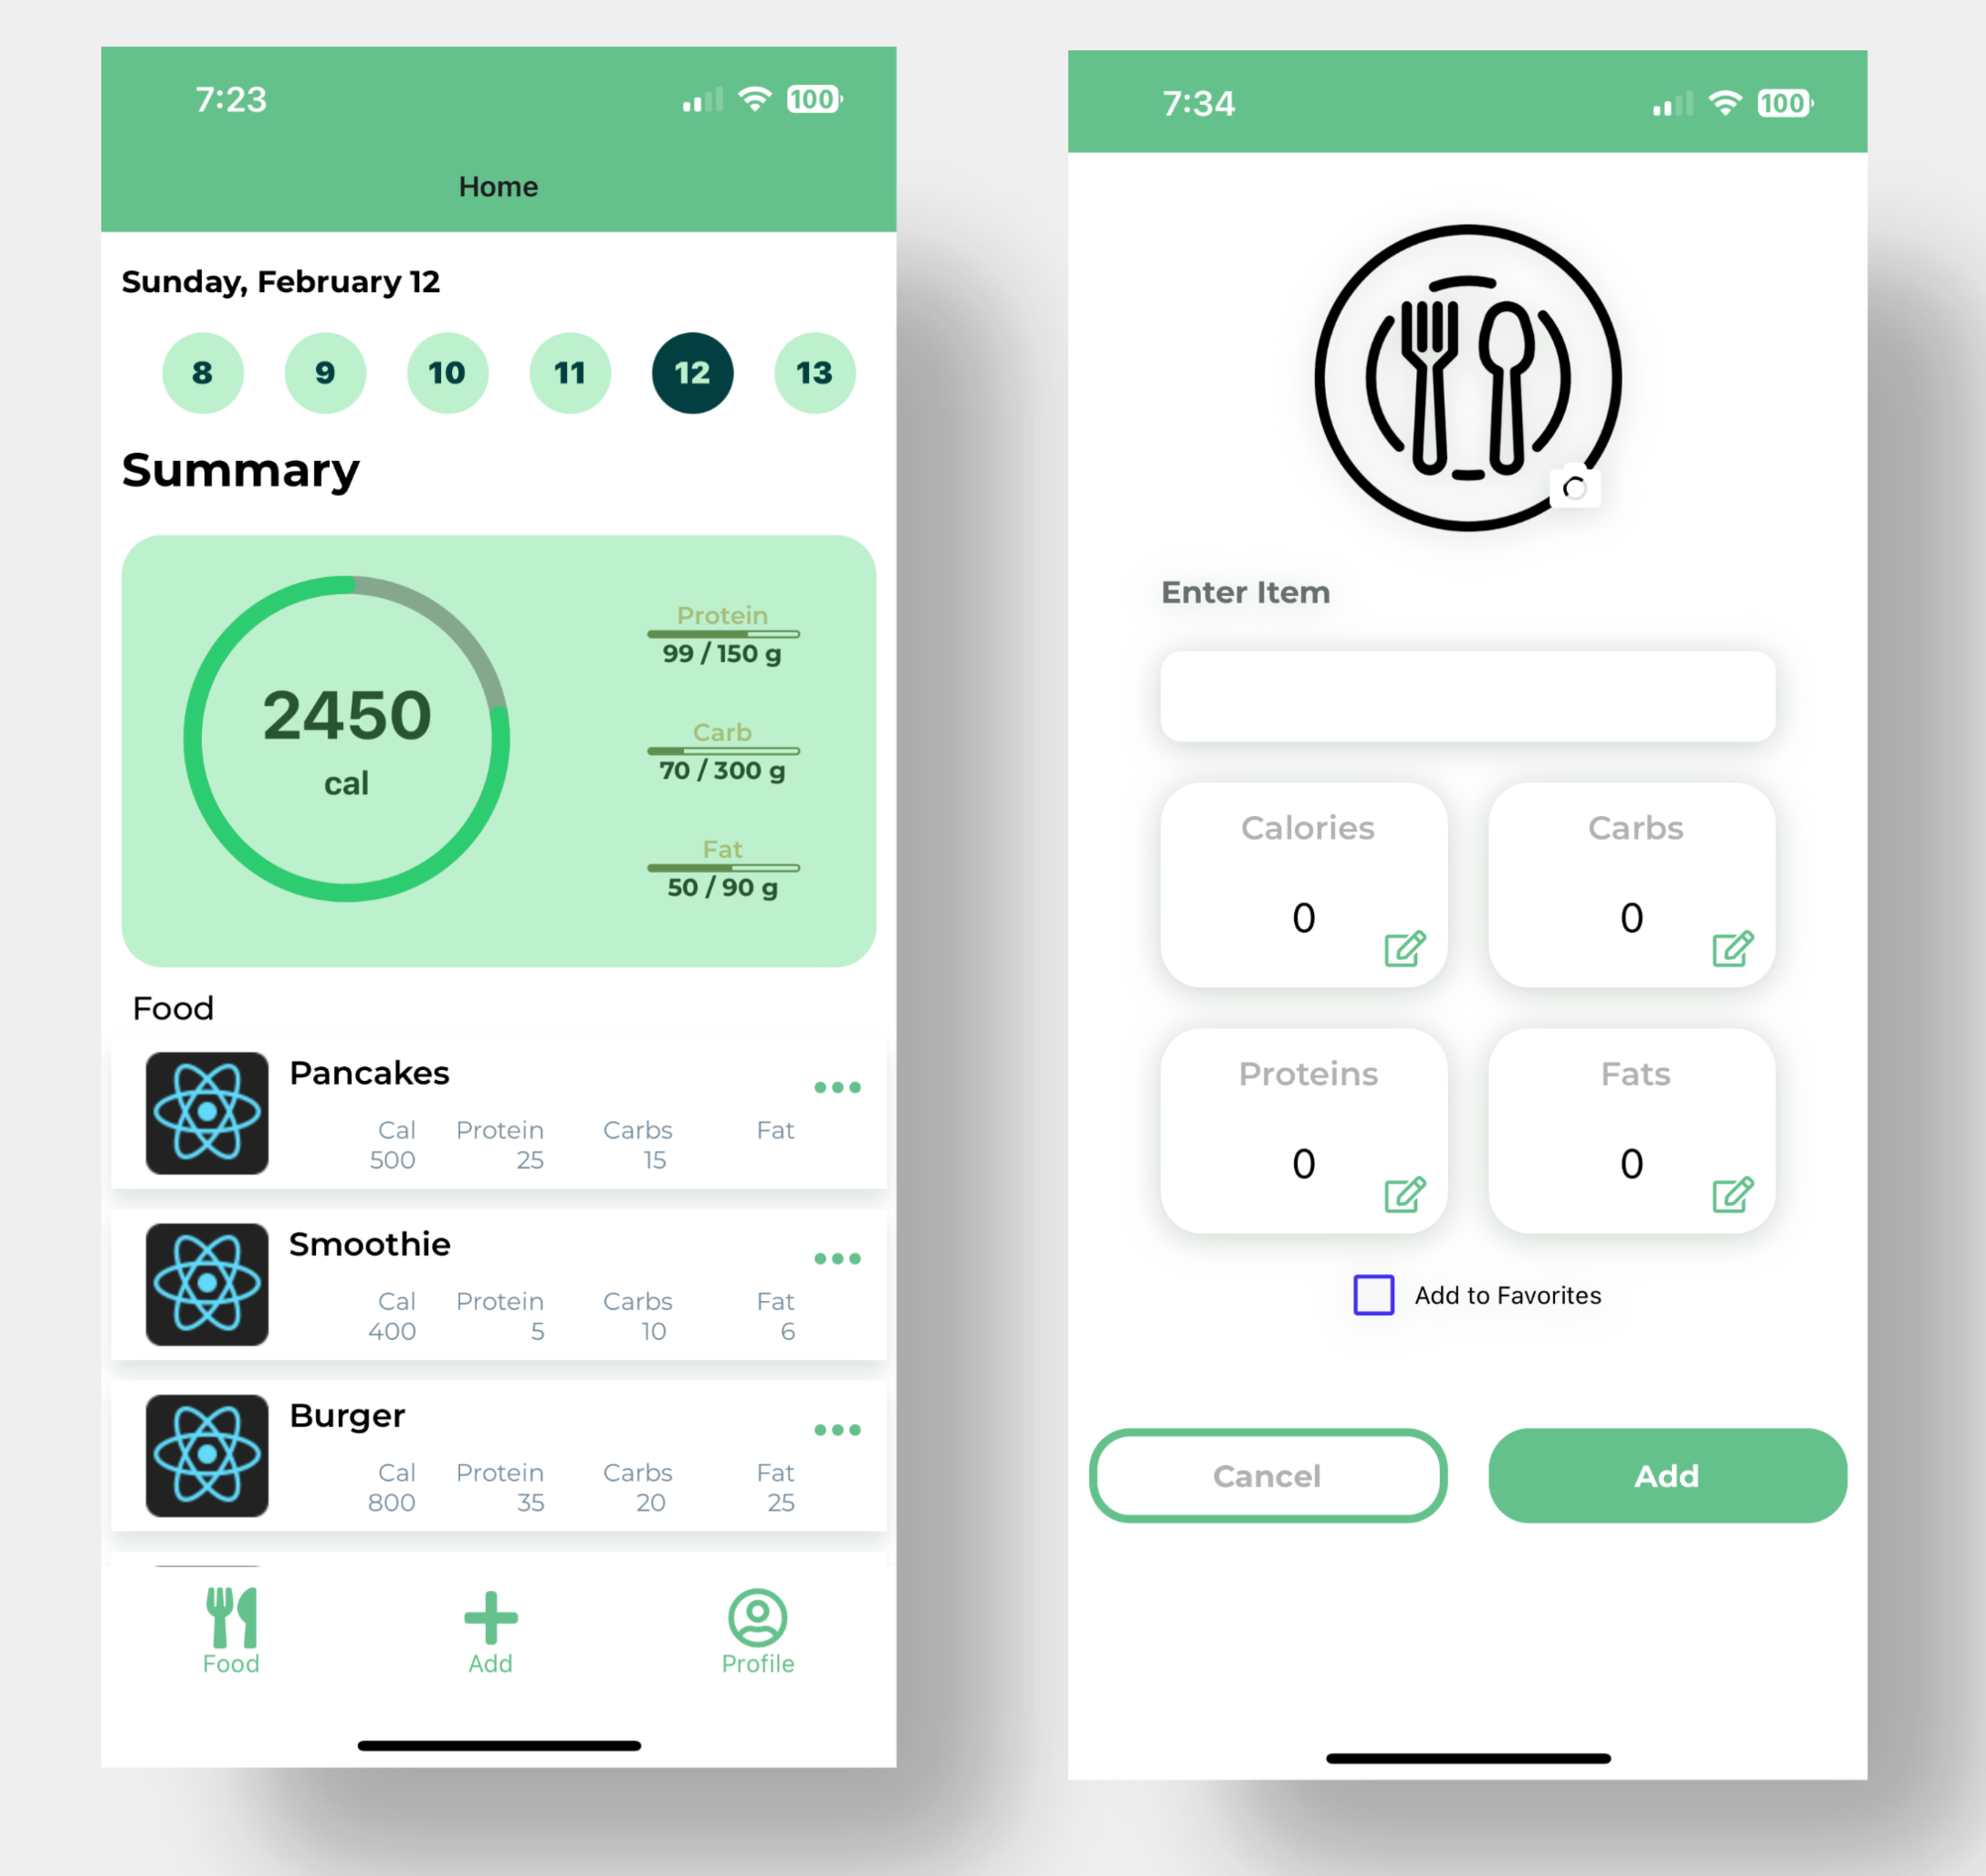 7:23
100
Home
Sunday, February 12
8 9 10 11 12 13
Summary
2450
cal
Protein
99 / 150 g
Carb
70 / 300 g
Fat
50 / 90 g
Food
Pancakes
Cal Protein Carbs Fat
500 25 15
Smoothie
Cal Protein Carbs Fat
400 5 10 6
Burger
Cal Protein Carbs Fat
800 35 20 25
Food Add Profile
7:34
100
Enter Item
Calories Carbs
0 0
Proteins Fats
0 0
Add to Favorites
Cancel Add